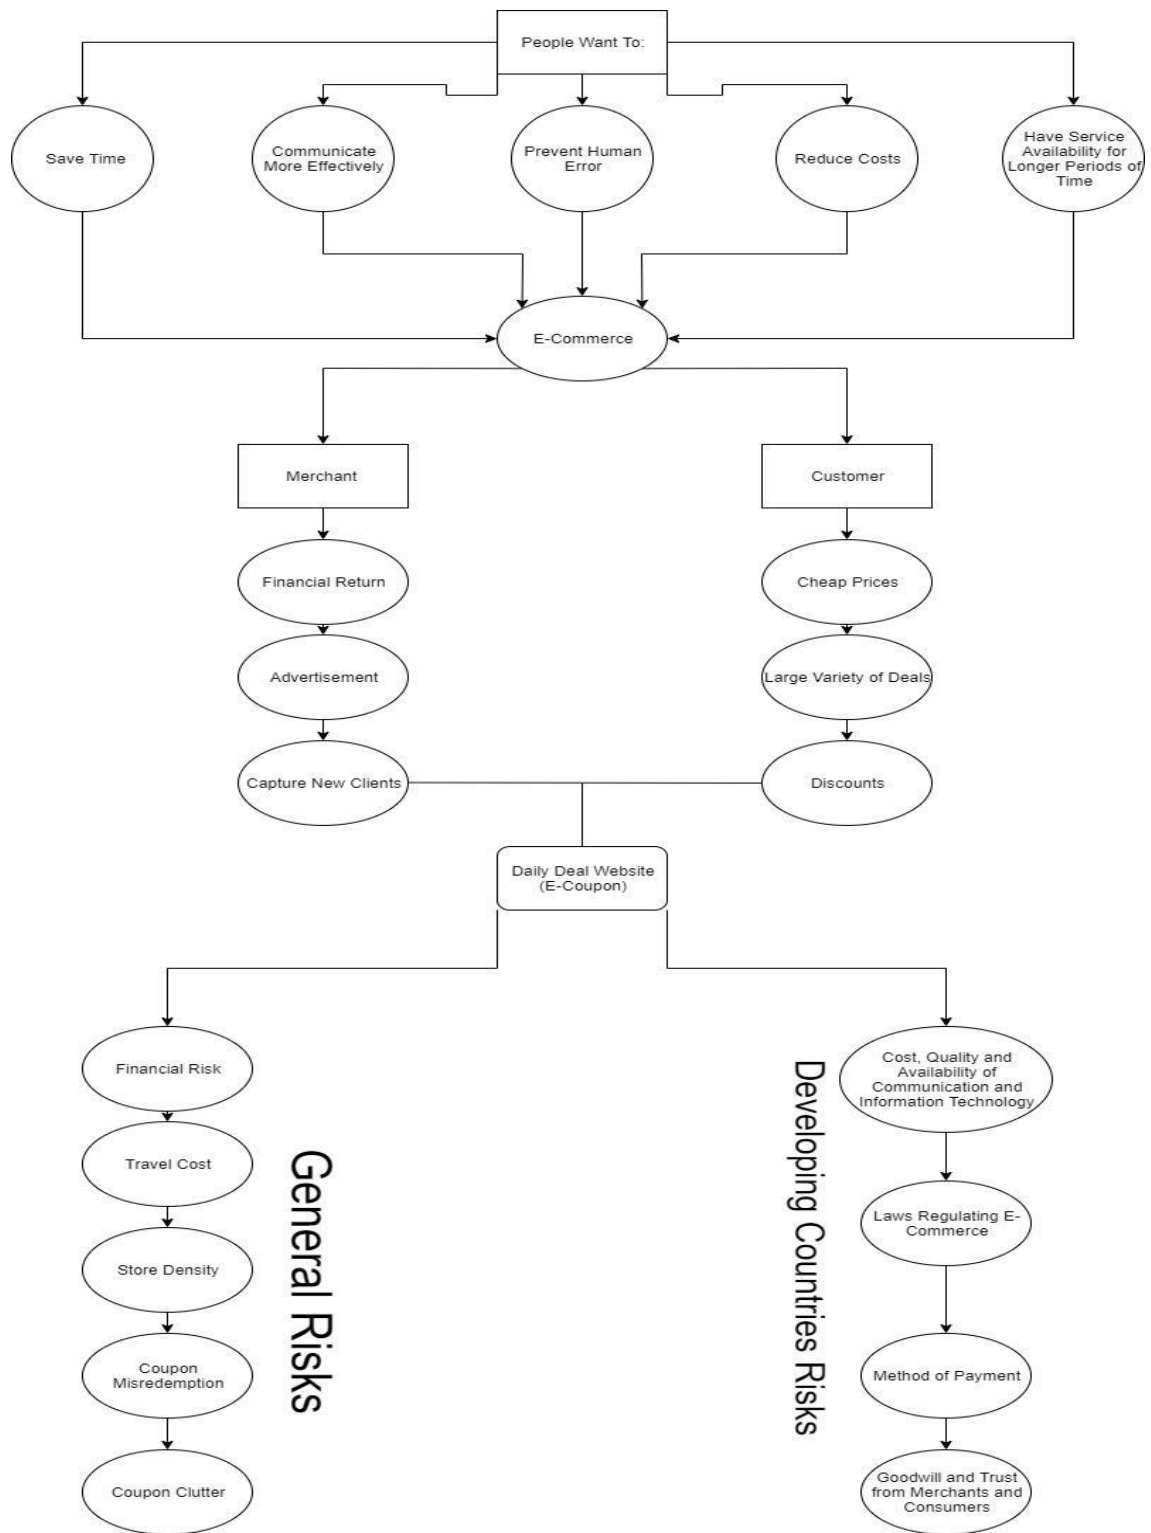 People Want To:
Save Time
Communicate
More Effectively
Prevent Human
Error
Reduce Costs
Have Service
Availability for
Longer Periods of
Time
E-Commerce
Merchant
Customer
Financial Return
Cheap Prices
Advertisement
Large Variety of Deals
Capture New Clients
Discounts
Daily Deal Website
(E-Coupon)
Financial Risk
Travel Cost
Store Density
Coupon
Misredemption
Coupon Clutter
General Risks
Developing Countries Risks
Cost, Quality and
Availability of
Communication and
Information Technology
Laws Regulating E-
Commerce
Method of Payment
Goodwill and Trust
from Merchants and
Consumers